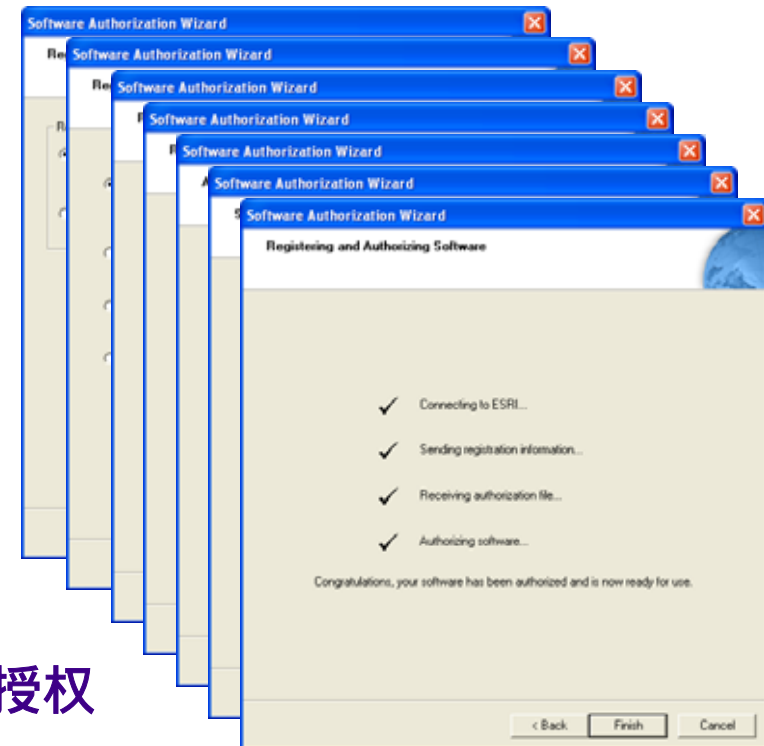 Software Authorization Wizard
Software Authorization Wizard
Software Authorization Wizard
Software Authorization Wizard
Software Authorization Wizard
Software Authorization Wizard
Software Authorization Wizard
Registering and Authorizing Software
Connecting to ESRI...
Sending registration information...
Receiving authorization file...
Authorizing software...
Congratulations, your software has been authorized and is now ready for use.
授权
< Back Finish Cancel